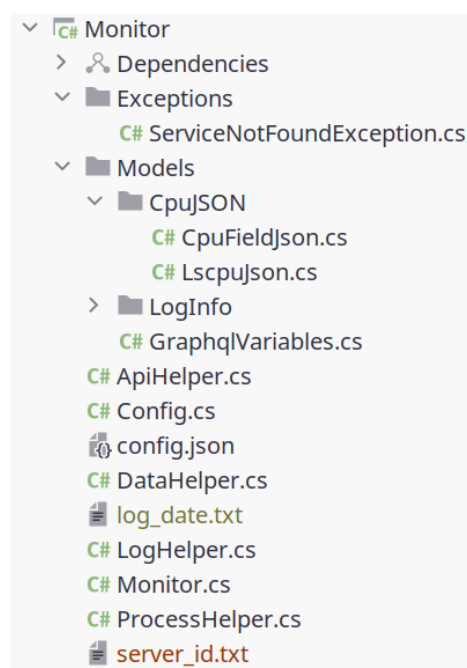 C# Monitor
Dependencies
Exceptions
C# ServiceNotFoundException.cs
Models
CpuJSON
C# CpuFieldJson.cs
C# LscpuJson.cs
LogInfo
C# GraphqlVariables.cs
C# ApiHelper.cs
C# Config.cs
{} config.json
C# DataHelper.cs
log_date.txt
C# LogHelper.cs
C# Monitor.cs
C# ProcessHelper.cs
server_id.txt